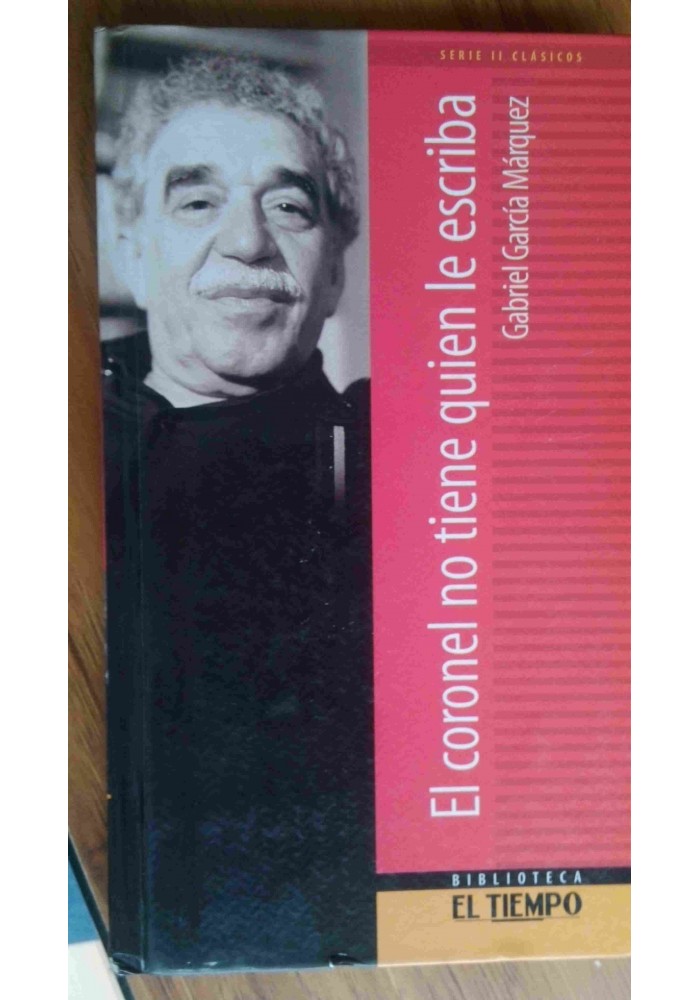 SERIE II CLÁSICOS
El coronel no tiene quien le escriba
Gabriel García Márquez
BIBLIOTECA
EL TIEMPO